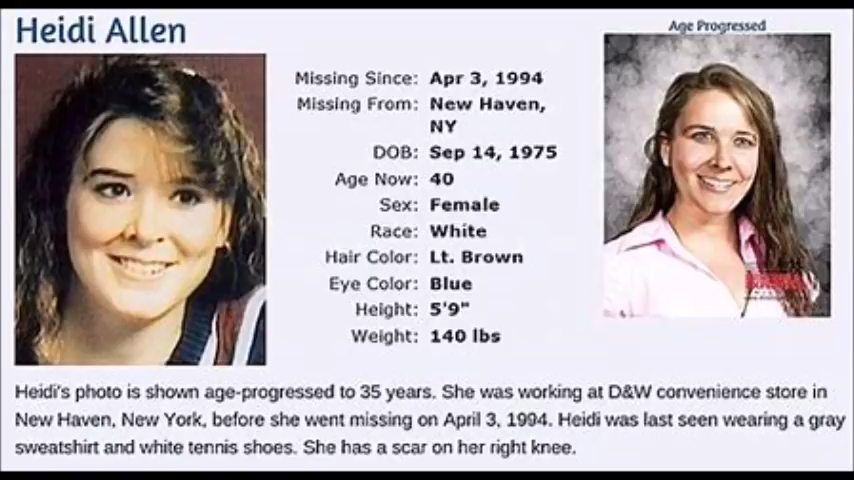 Heidi Allen
Age Progressed
Missing Since: Apr 3, 1994
Missing From: New Haven,
NY
DOB: Sep 14, 1975
Age Now: 40
Sex: Female
Race: White
Hair Color: Lt. Brown
Eye Color: Blue
Height: 5'9"
Weight: 140 lbs
Heidi's photo is shown age-progressed to 35 years. She was working at D&W convenience store in
New Haven, New York, before she went missing on April 3, 1994. Heidi was last seen wearing a gray
sweatshirt and white tennis shoes. She has a scar on her right knee.